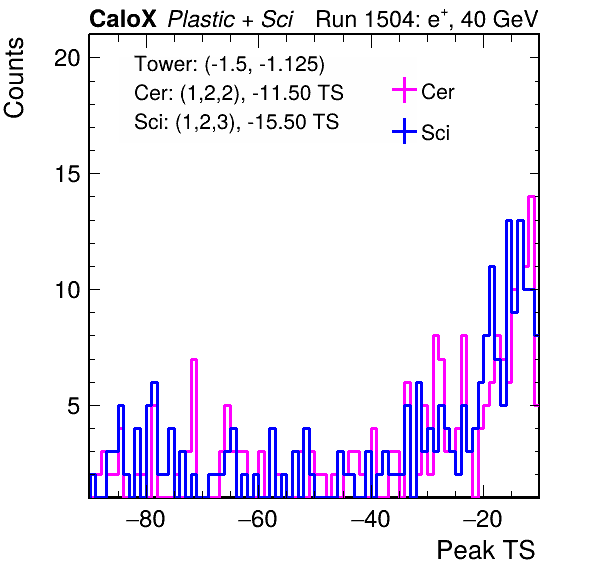 CaloX Plastic + Sci Run 1504: e+, 40 GeV
Counts
Tower: (-1.5, -1.125)
Cer: (1,2,2), -11.50 TS
Sci: (1,2,3), -15.50 TS
Cer
Sci
20
15
10
5
−80 −60 −40 −20
Peak TS